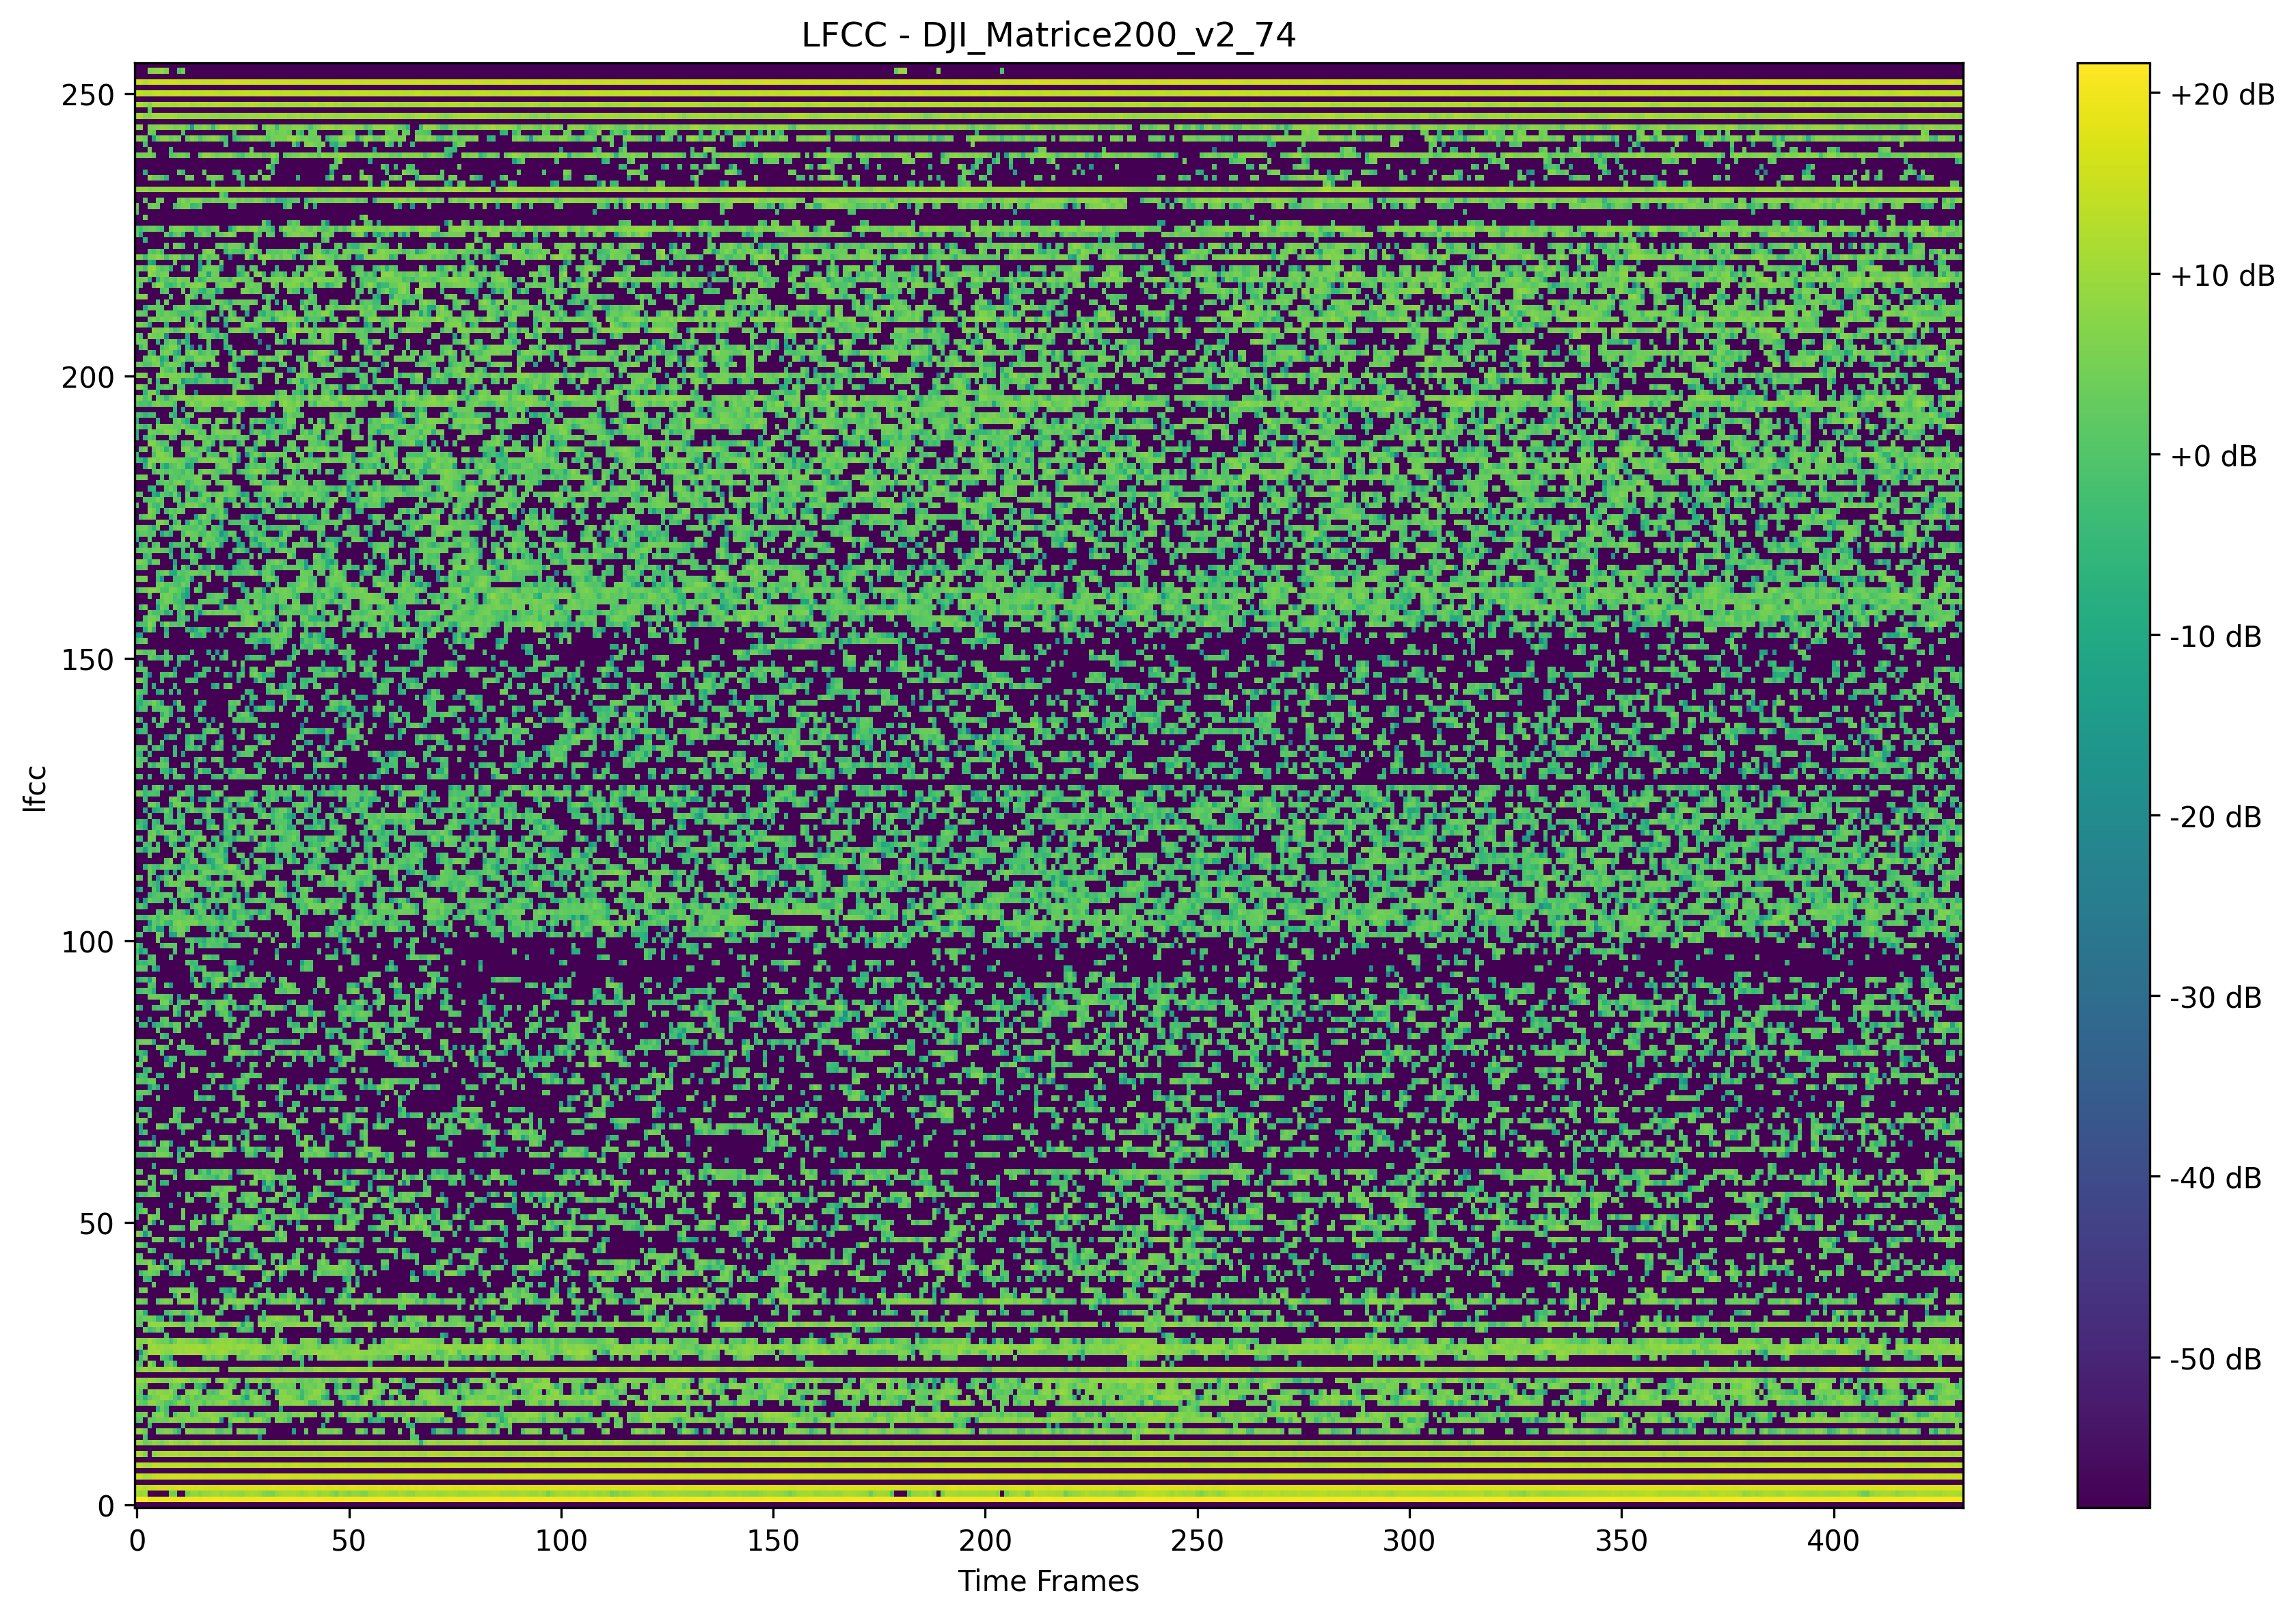 LFCC - DJI_Matrice200_v2_74
250
200
150
100
50
0
lfcc
0 50 100 150 200 250 300 350 400
Time Frames
+20 dB
+10 dB
+0 dB
-10 dB
-20 dB
-30 dB
-40 dB
-50 dB